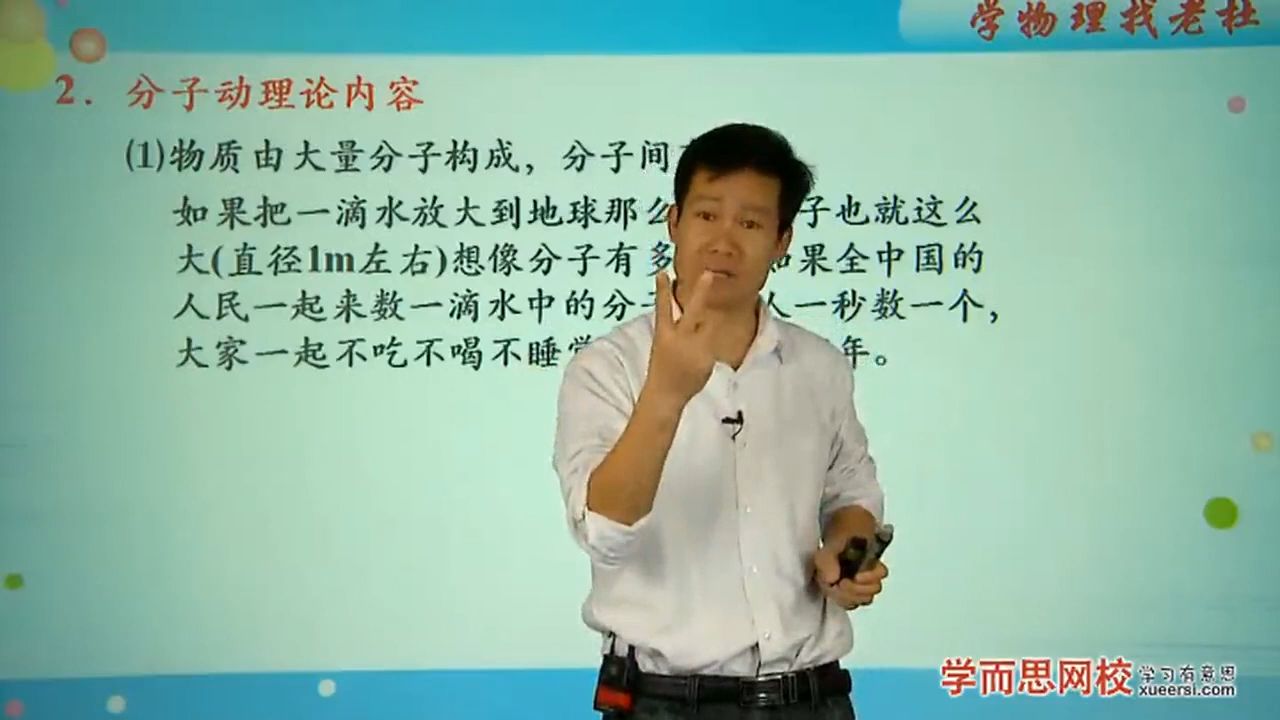 学物理找老杜
2. 分子动理论内容
(1)物质由大量分子构成，分子间
如果把一滴水放大到地球那么 子也就这么
大(直径1m左右)想像分子有多 如果全中国的
人民一起来数一滴水中的分子 人一秒数一个，
大家一起不吃不喝不睡觉 年。
学而思网校 学习有意思
xueersi.com